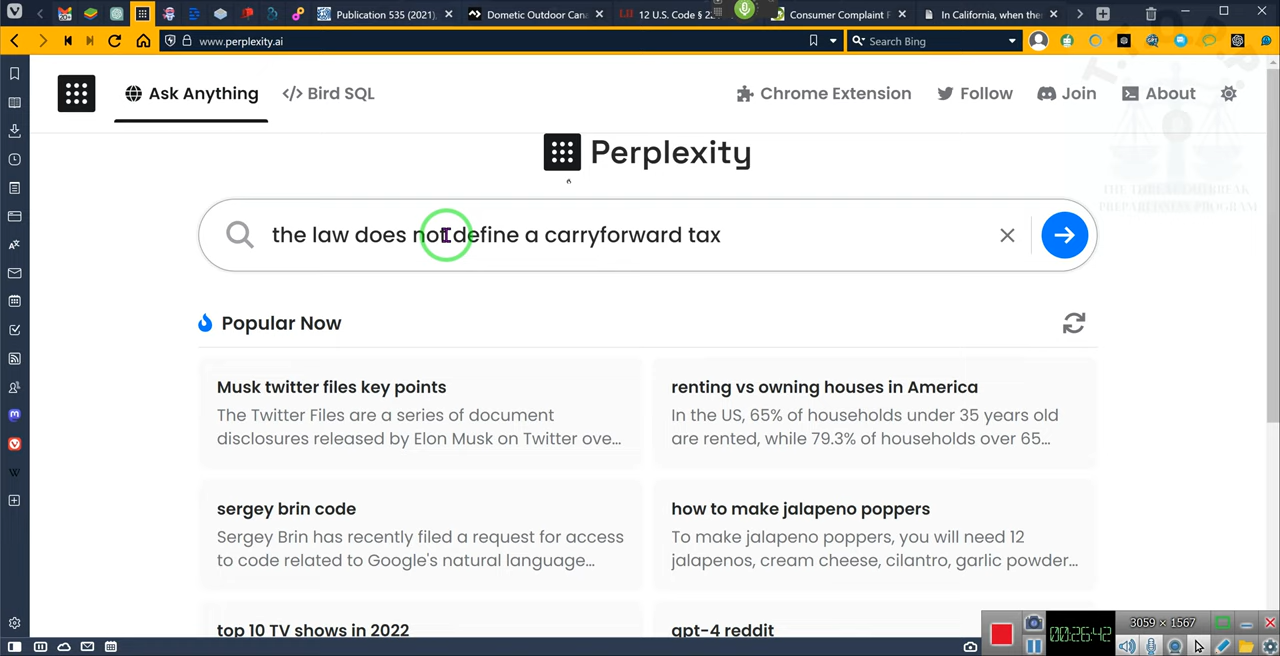 Publication 535 (2021),
Dometic Outdoor Can
12 U.S. Code § 2
Consumer Complaint F
In California, when the
www.perplexity.ai
Search Bing
Ask Anything
</> Bird SQL
Chrome Extension
Follow
Join
About
Perplexity
the law does not define a carryforward tax
Popular Now
Musk twitter files key points
The Twitter Files are a series of document
disclosures released by Elon Musk on Twitter ove...
renting vs owning houses in America
In the US, 65% of households under 35 years old
are rented, while 79.3% of households over 65...
sergey brin code
Sergey Brin has recently filed a request for access
to code related to Google's natural language...
how to make jalapeno poppers
To make jalapeno poppers, you will need 12
jalapenos, cream cheese, cilantro, garlic powder...
top 10 TV shows in 2022
gpt-4 reddit
THE THREAT OUTBREAK
PREPAREDNESS PROGRAM
3059 × 1567
00:26:42